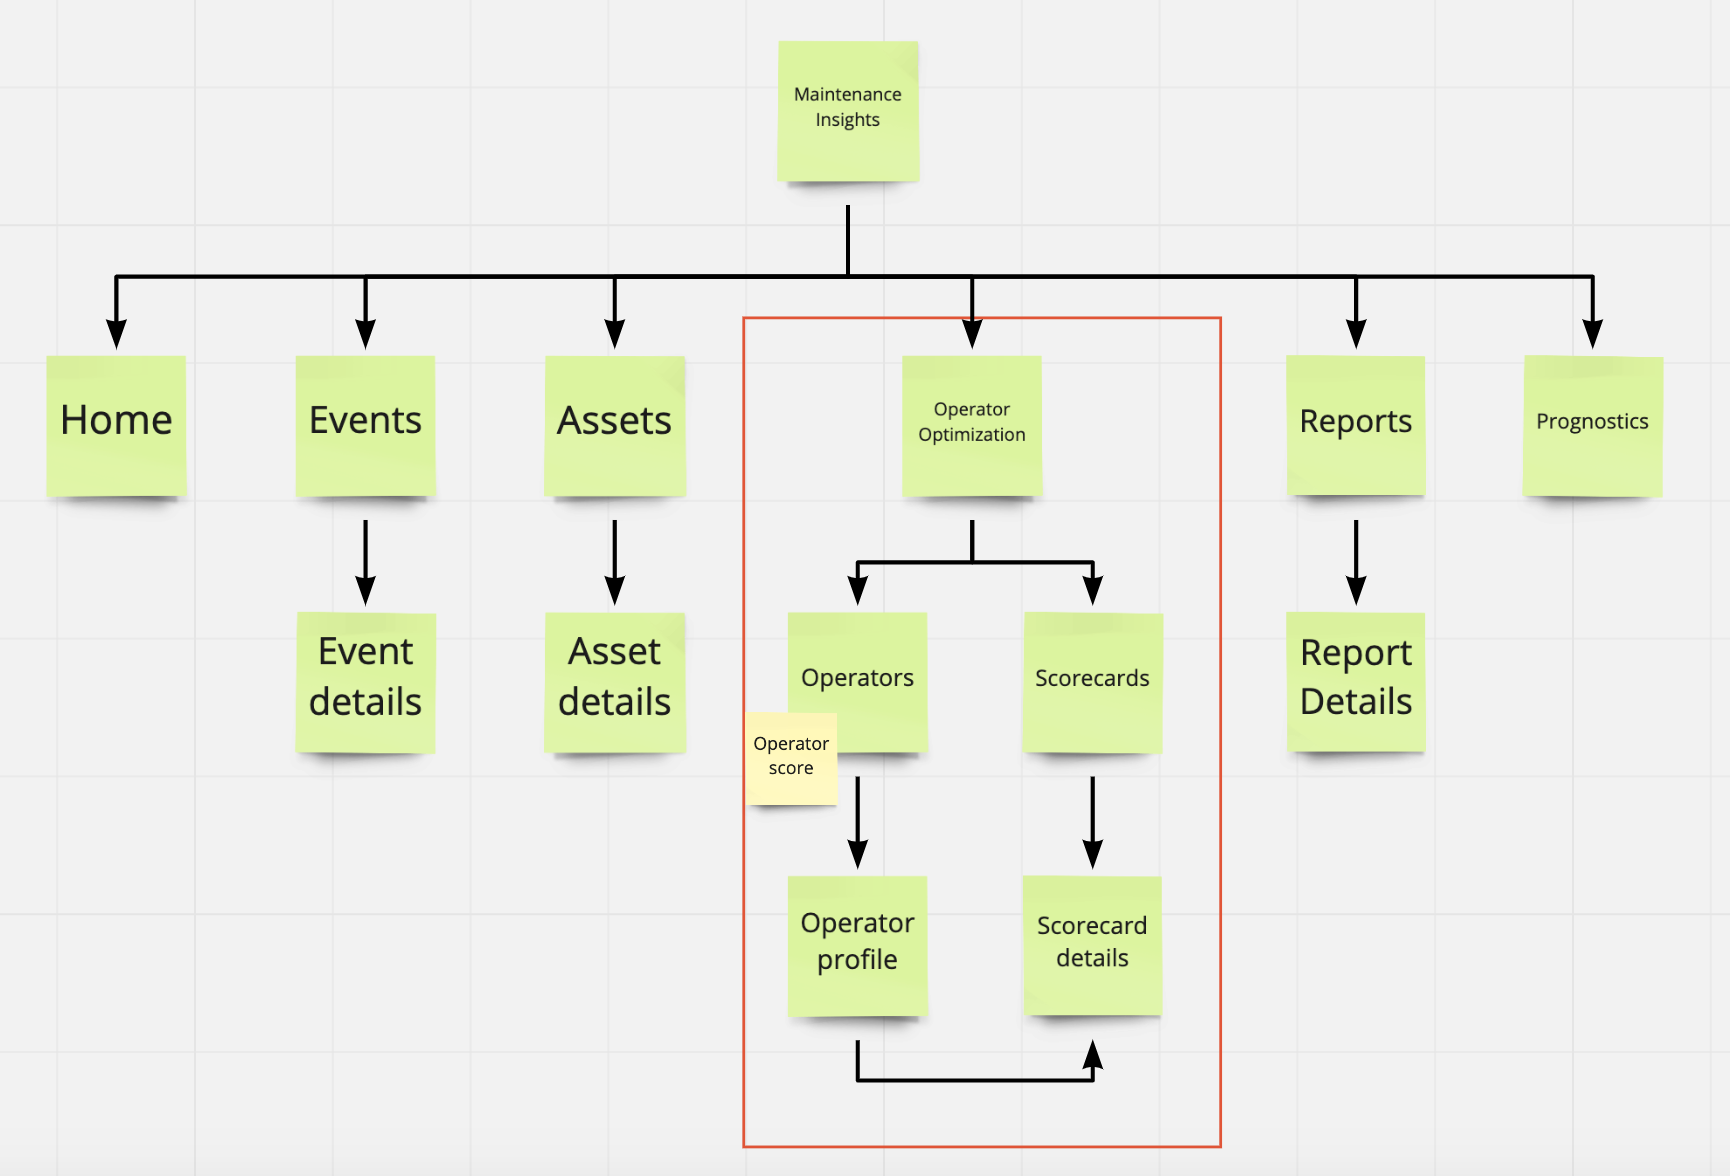 Maintenance
Insights
Home
Events
Assets
Operator
Optimization
Reports
Prognostics
Event
details
Asset
details
Operators
Scorecards
Report
Details
Operator
score
Operator
profile
Scorecard
details